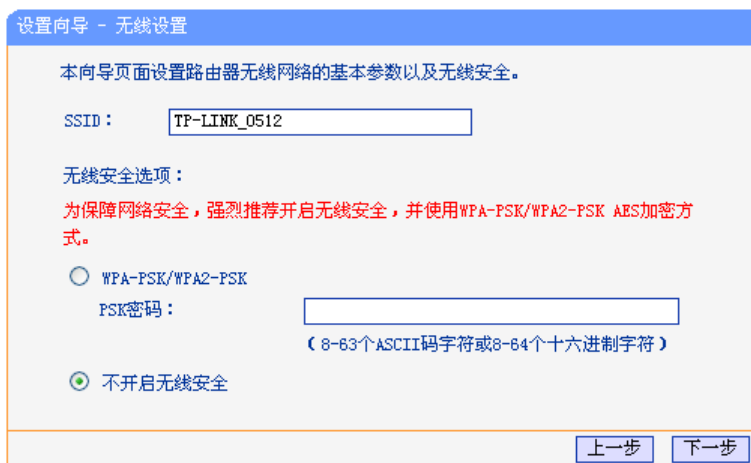 设置向导 - 无线设置
本向导页面设置路由器无线网络的基本参数以及无线安全。
SSID： TP-LINK_0512
无线安全选项：
为保障网络安全，强烈推荐开启无线安全，并使用WPA-PSK/WPA2-PSK AES加密方
式。
WPA-PSK/WPA2-PSK
PSK密码：
（8-63个ASCII码字符或8-64个十六进制字符）
不开启无线安全
上一步 下一步